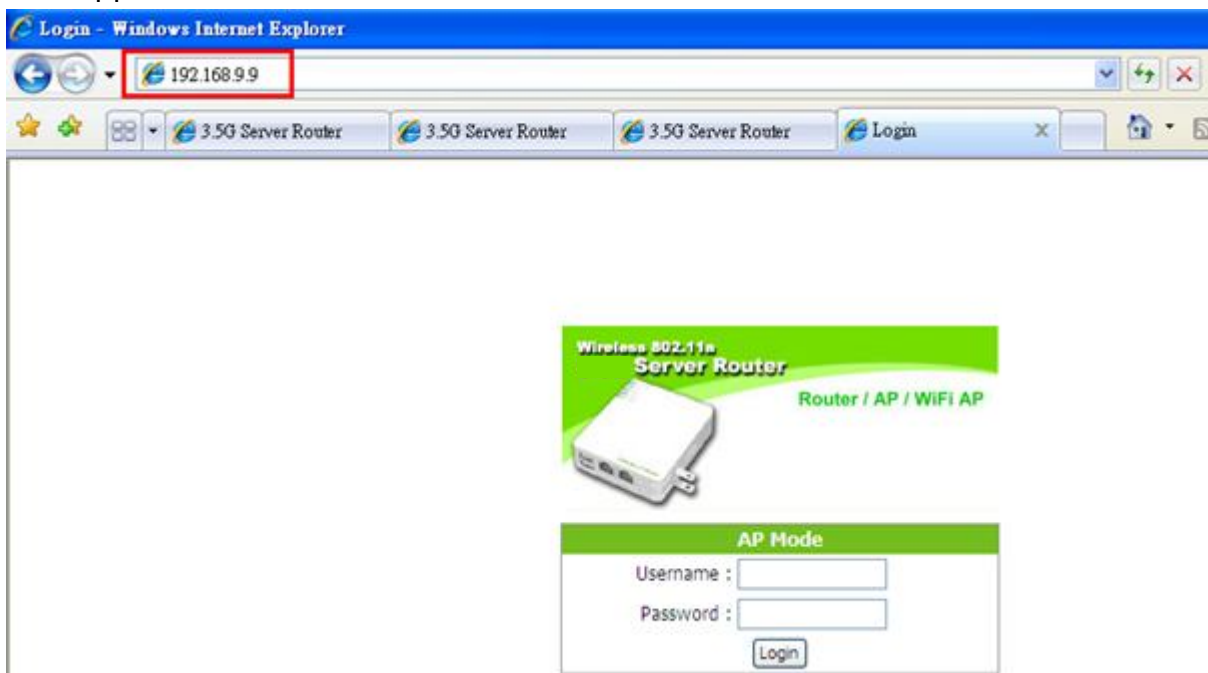 Login - Windows Internet Explorer
192.168.9.9
3.5G Server Router
3.5G Server Router
3.5G Server Router
Login
Wireless 802.11n
Server Router
Router / AP / WiFi AP
AP Mode
Username :
Password :
Login